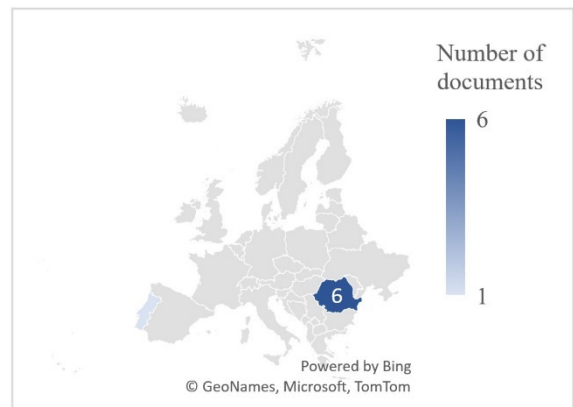 Number of
documents
6
1
6
Powered by Bing
© GeoNames, Microsoft, TomTom